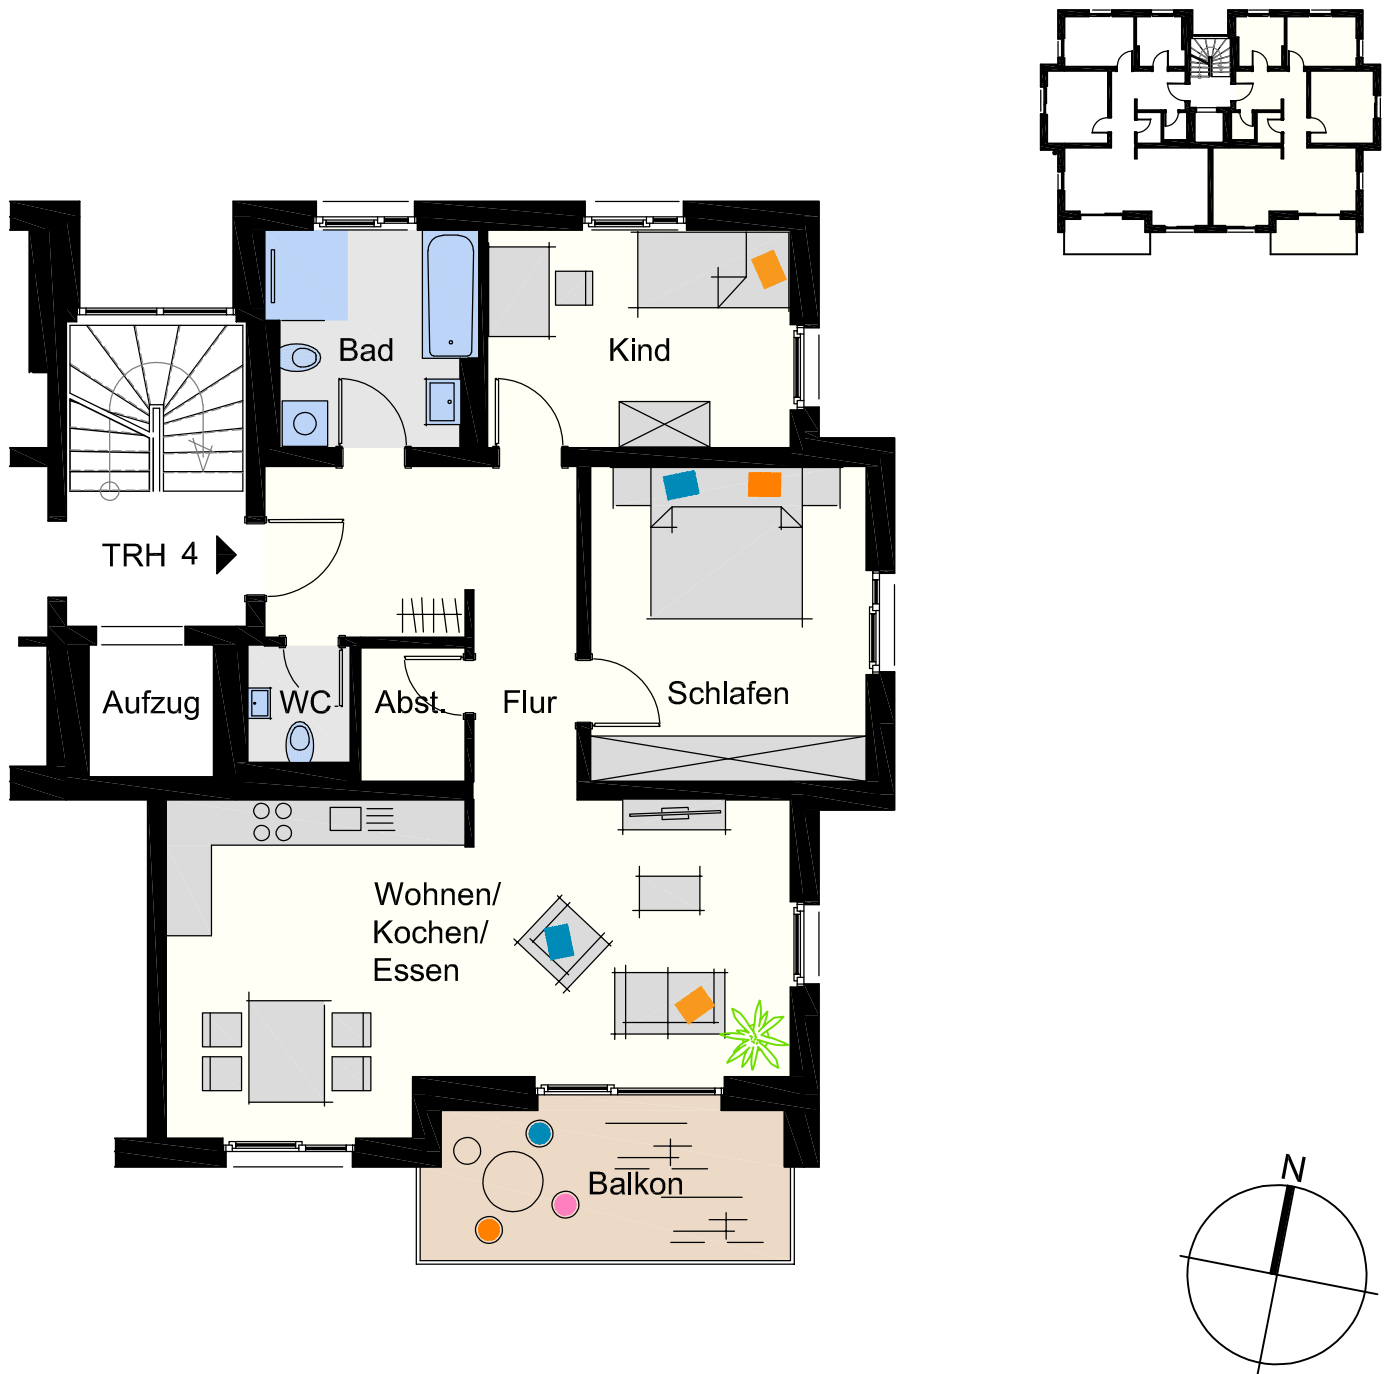 Bad
Kind
TRH 4
Aufzug
WC
Abst.
Flur
Schlafen
Wohnen/
Kochen/
Essen
Balkon
N